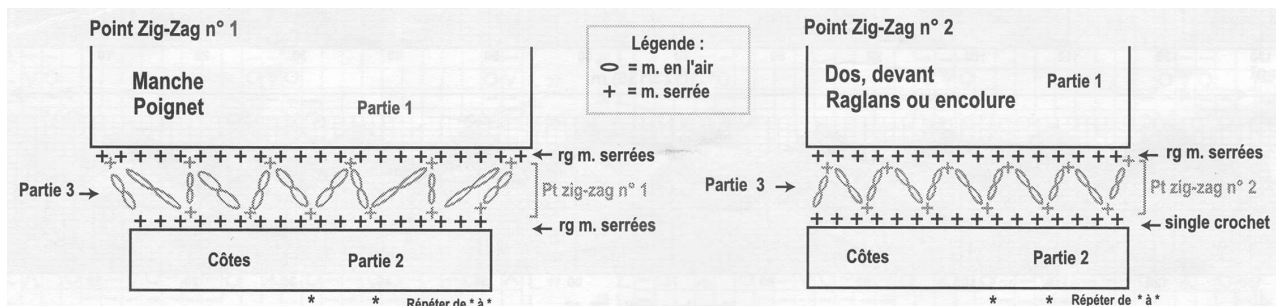 Point Zig-Zag n° 1
Manche
Poignet
Partie 1
rg m. serrées
Partie 3
Pt zig-zag n° 1
rg m. serrées
Côtes
Partie 2
* *
Répéter de * à *
Légende :
= m. en l'air
+ = m. serrée
Point Zig-Zag n° 2
Dos, devant
Raglans ou encolure
Partie 1
rg m. serrées
Partie 3
Pt zig-zag n° 2
single crochet
Côtes
Partie 2
* *
Répéter de * à *